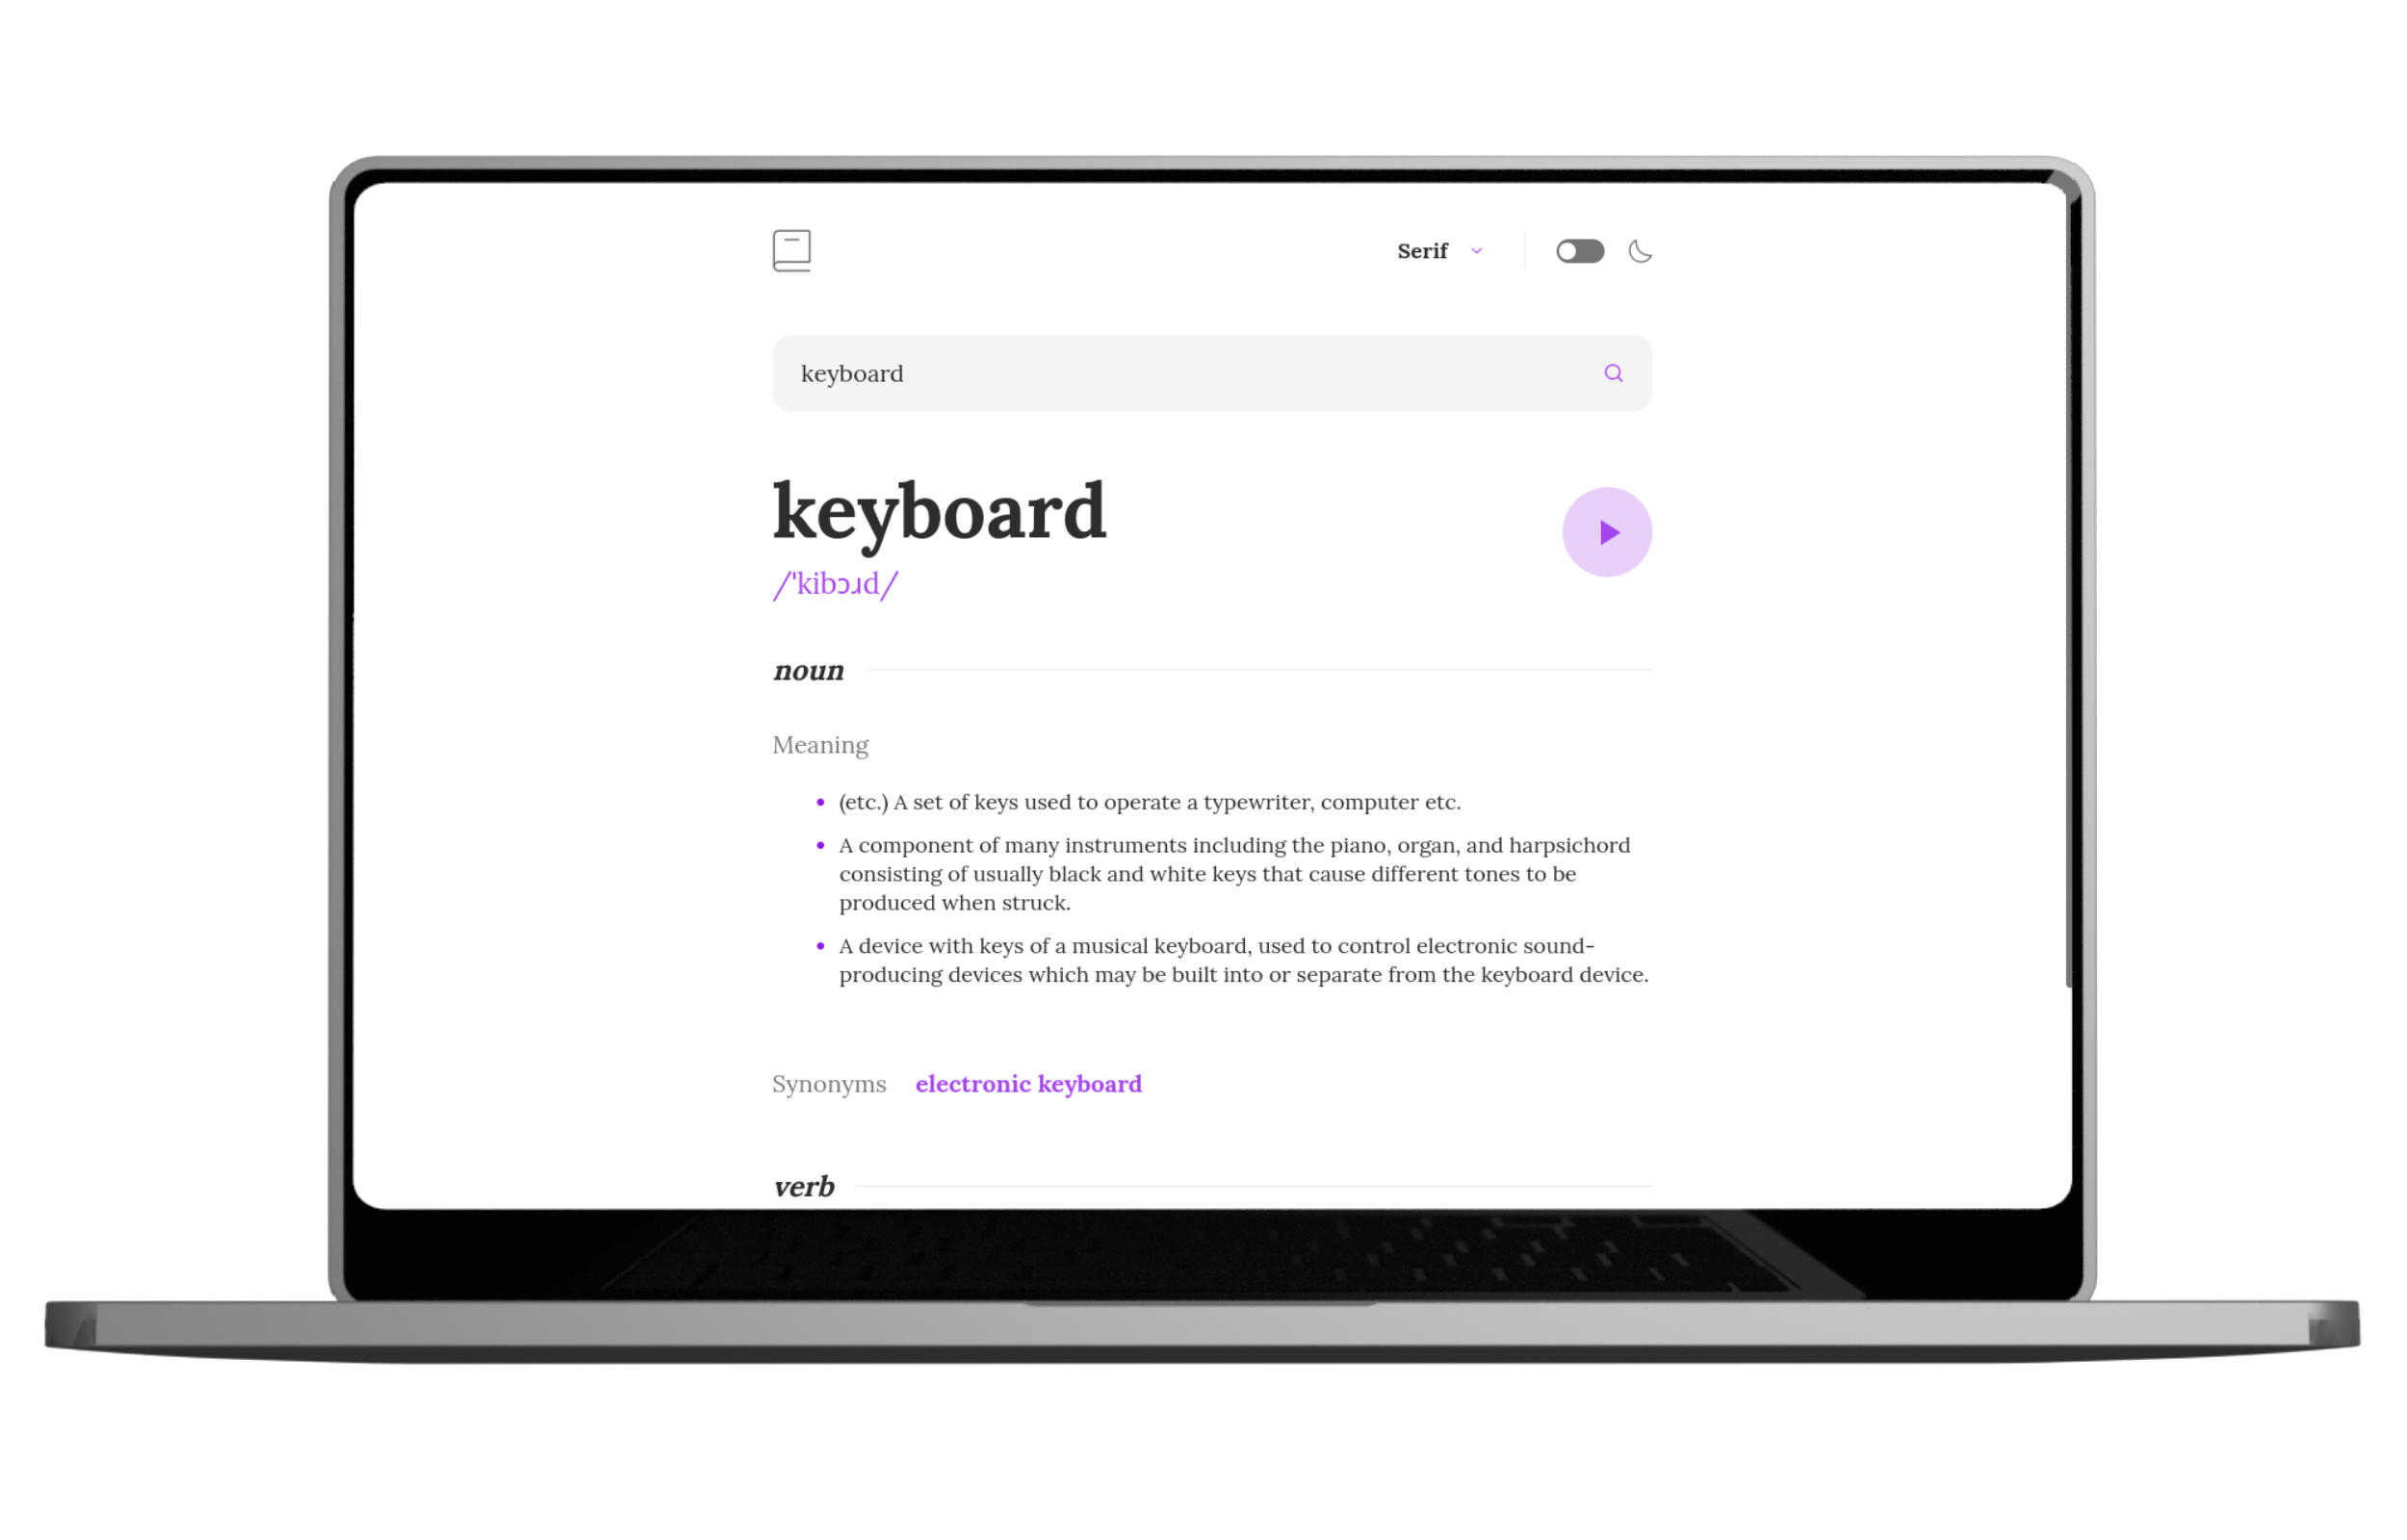 Serif
keyboard
keyboard
/ˈkibɔɹd/
noun
Meaning
(etc.) A set of keys used to operate a typewriter, computer etc.
A component of many instruments including the piano, organ, and harpsichord
consisting of usually black and white keys that cause different tones to be
produced when struck.
A device with keys of a musical keyboard, used to control electronic sound-
producing devices which may be built into or separate from the keyboard device.
Synonyms electronic keyboard
verb